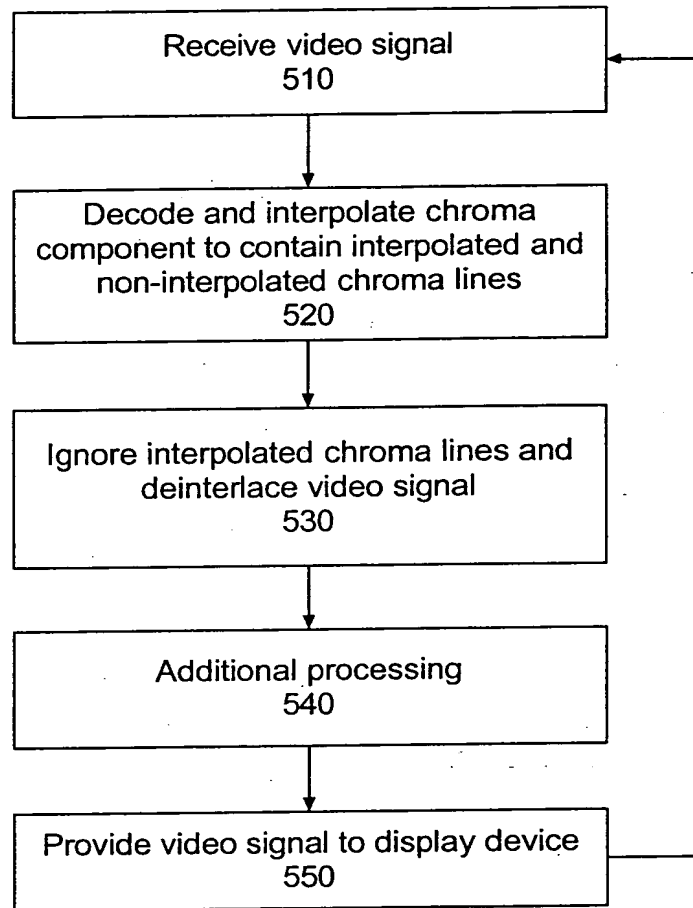 Receive video signal
510
Decode and interpolate chroma
component to contain interpolated and
non-interpolated chroma lines
520
Ignore interpolated chroma lines and
deinterlace video signal
530
Additional processing
540
Provide video signal to display device
550